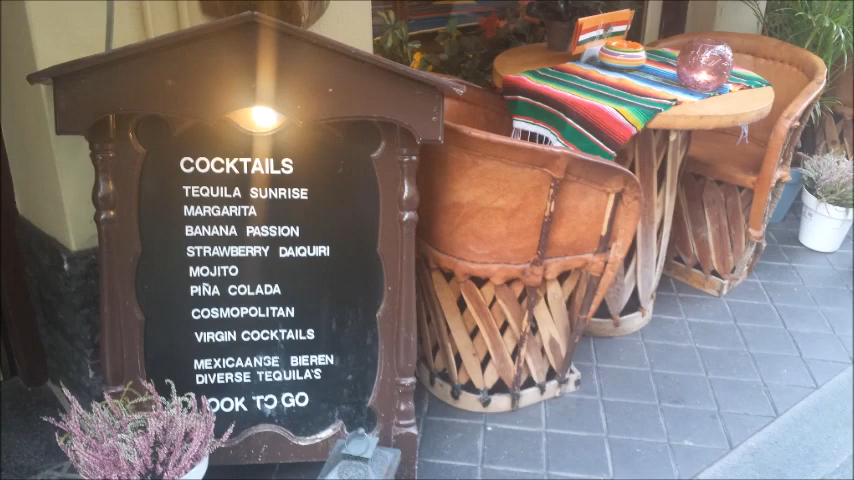 COCKTAILS
TEQUILA SUNRISE
MARGARITA
BANANA PASSION
STRAWBERRY DAIQUIRI
MOJITO
PIÑA COLADA
COSMOPOLITAN
VIRGIN COCKTAILS
MEXICAANSE BIEREN
DIVERSE TEQUILA'S
OOK TO GO